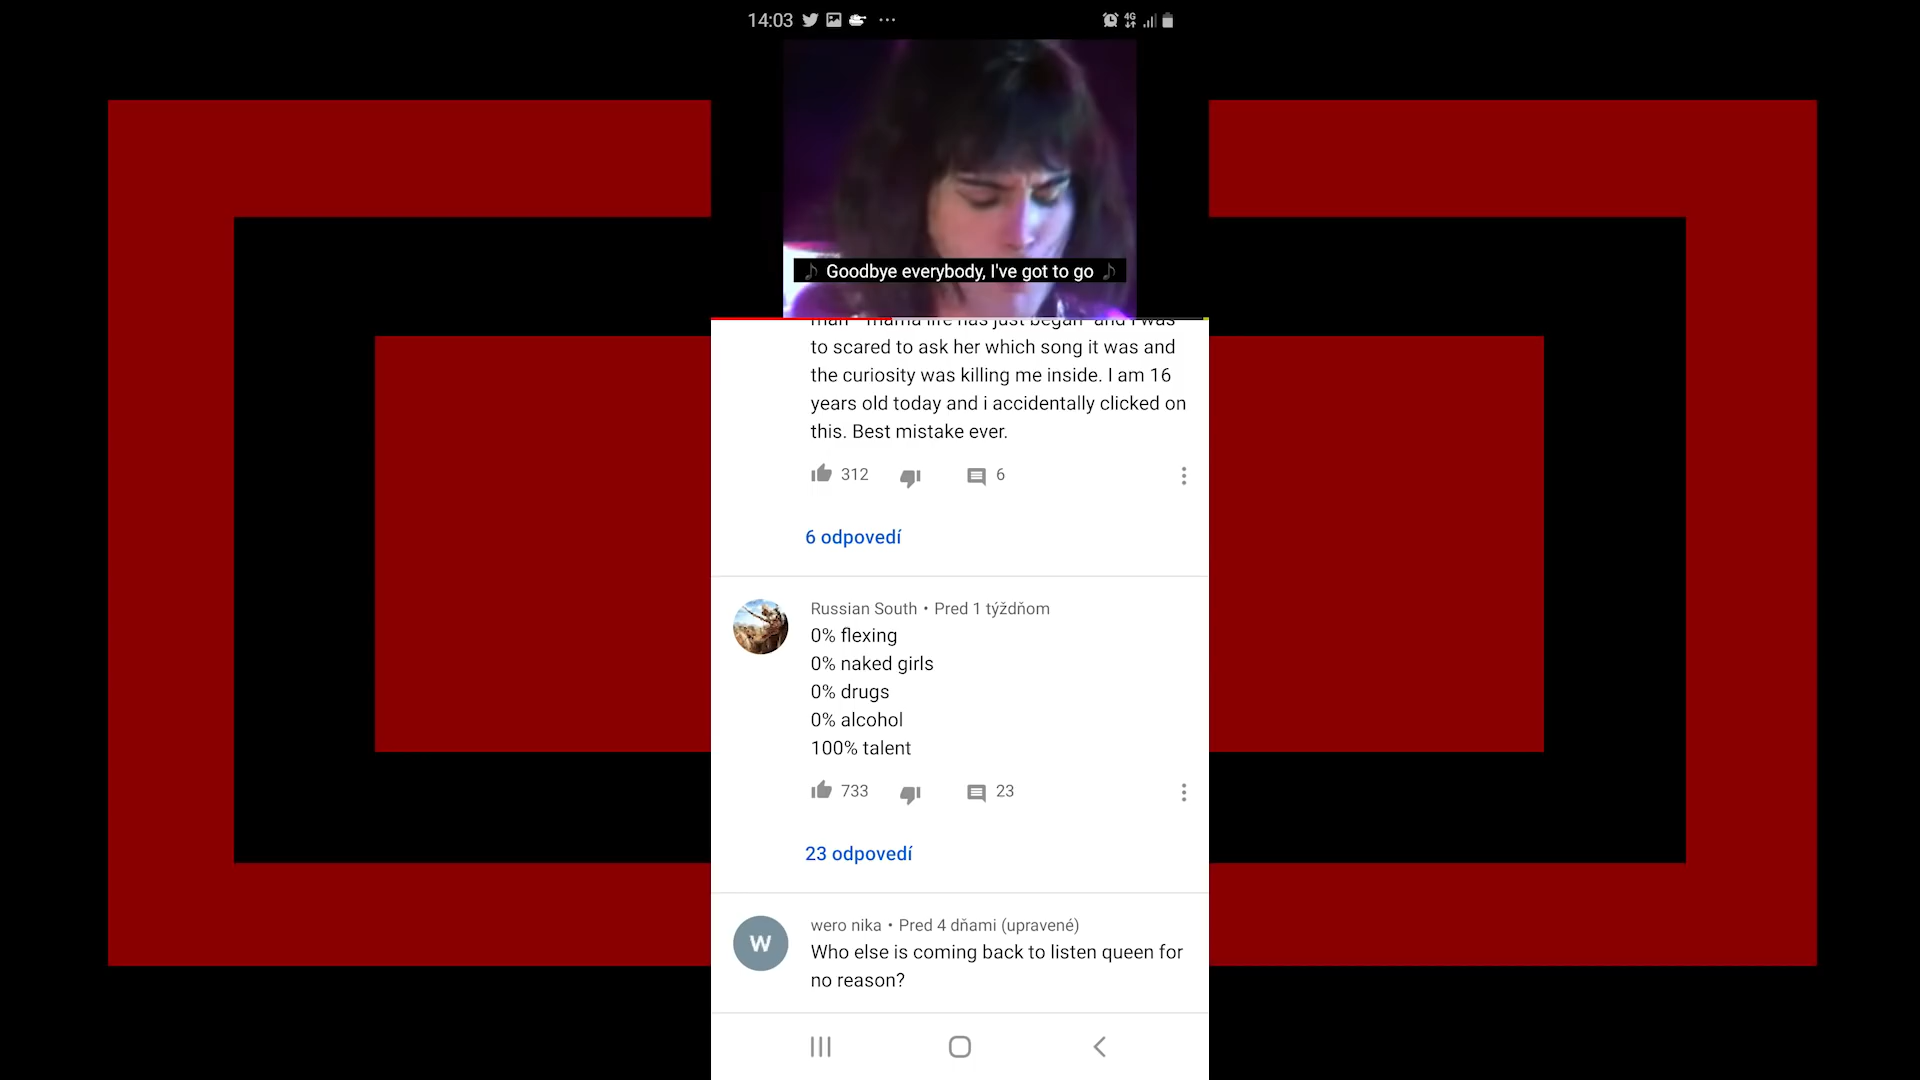 14:03
4G
♪ Goodbye everybody, I've got to go ♪
man "mama life has just began" and I was
to scared to ask her which song it was and
the curiosity was killing me inside. I am 16
years old today and i accidentally clicked on
this. Best mistake ever.
312 6
6 odpovedí
Russian South • Pred 1 týždňom
0% flexing
0% naked girls
0% drugs
0% alcohol
100% talent
733 23
23 odpovedí
W
wero nika • Pred 4 dňami (upravené)
Who else is coming back to listen queen for
no reason?